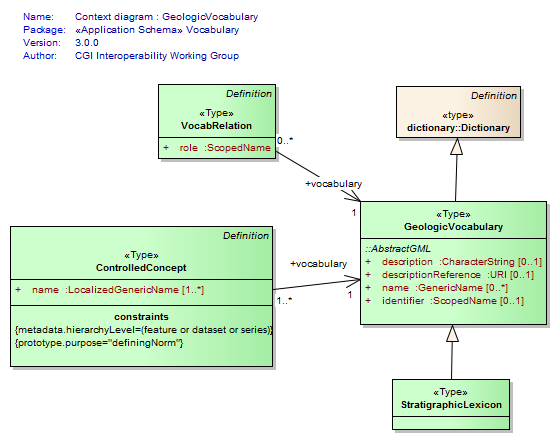 Name: Context diagram : GeologicVocabulary
Package: «Application Schema» Vocabulary
Version: 3.0.0
Author: CGI Interoperability Working Group
Definition
«Type»
VocabRelation
+ role :ScopedName
0..*
+vocabulary
1
Definition
«type»
dictionary::Dictionary
Definition
«Type»
ControlledConcept
+ name :LocalizedGenericName [1..*]
constraints
{metadata.hierarchyLevel=(feature or dataset or series)}
{prototype.purpose="definingNorm"}
+vocabulary
1..*
1
«Type»
GeologicVocabulary
::AbstractGML
+ description :CharacterString [0..1]
+ descriptionReference :URI [0..1]
+ name :GenericName [0..*]
+ identifier :ScopedName [0..1]
«Type»
StratigraphicLexicon